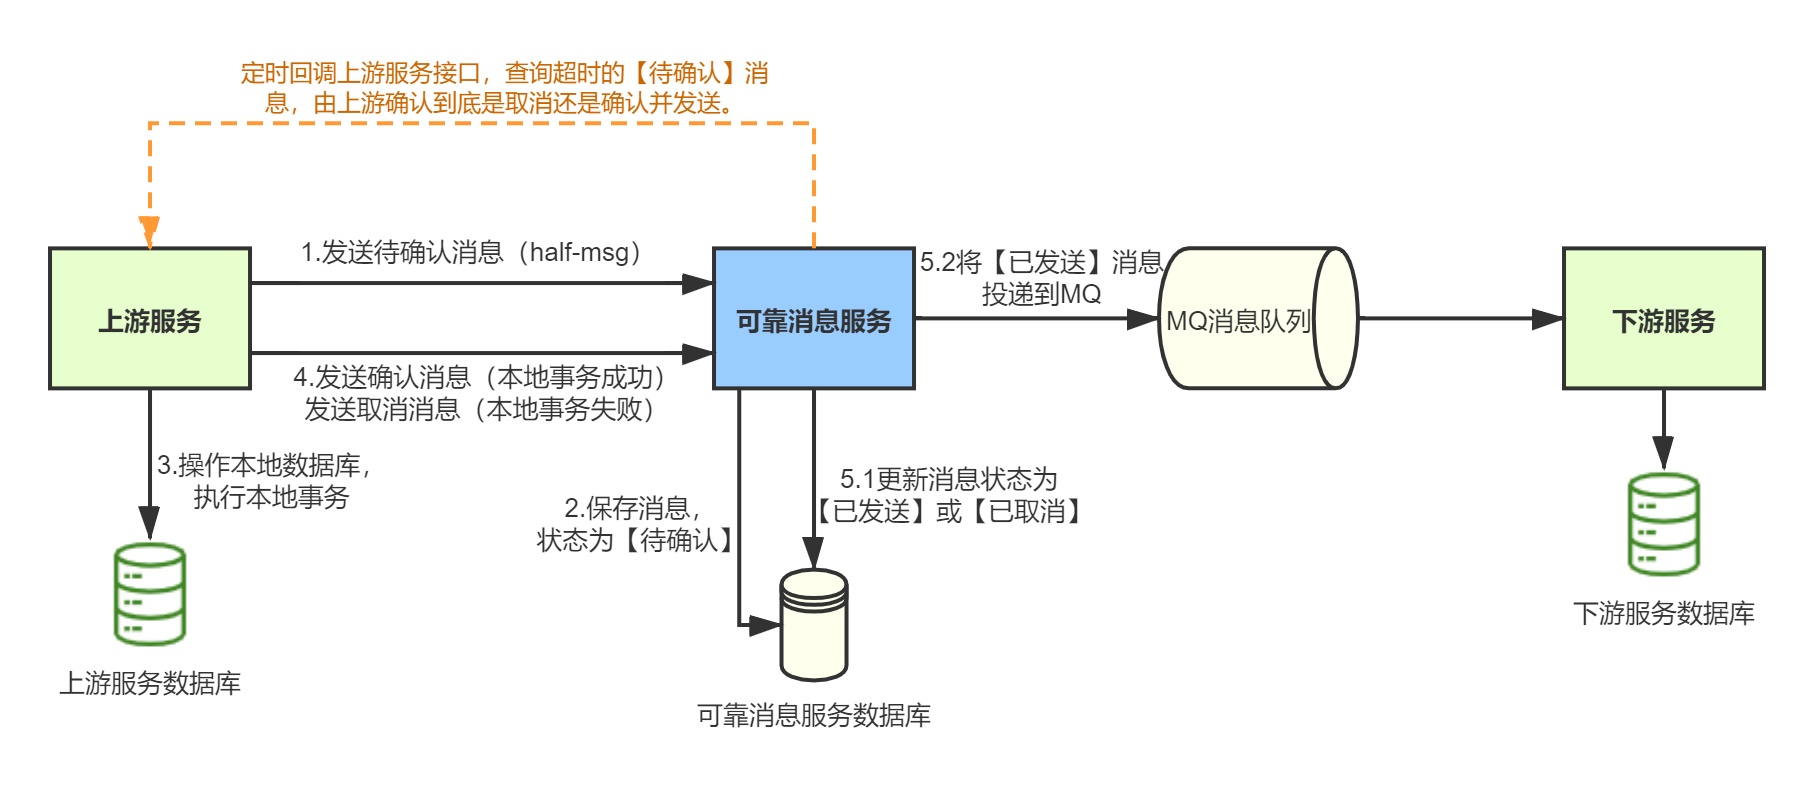 定时回调上游服务接口，查询超时的【待确认】消
息，由上游确认到底是取消还是确认并发送。
1.发送待确认消息（half-msg）
上游服务
4.发送确认消息（本地事务成功）
发送取消消息（本地事务失败）
可靠消息服务
5.2将【已发送】消息
投递到MQ
MQ消息队列
下游服务
3.操作本地数据库，
执行本地事务
2.保存消息，
状态为【待确认】
5.1更新消息状态为
【已发送】或【已取消】
上游服务数据库
可靠消息服务数据库
下游服务数据库